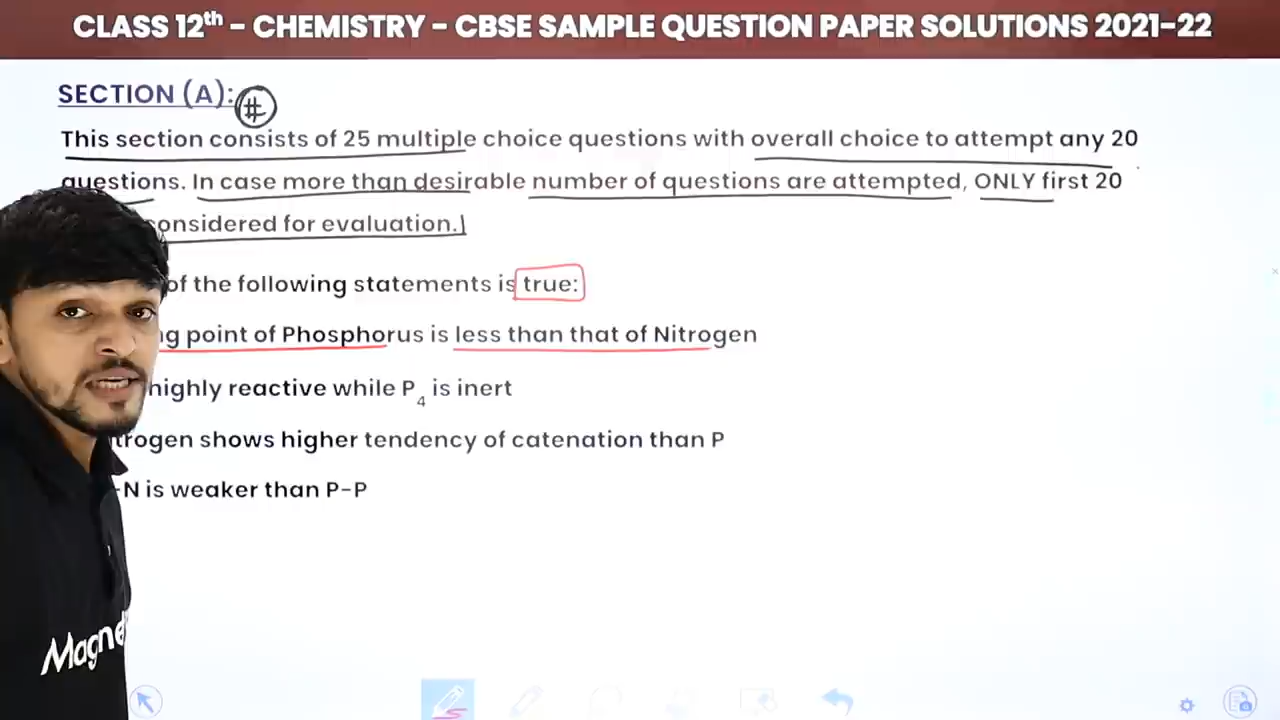 CLASS 12th - CHEMISTRY - CBSE SAMPLE QUESTION PAPER SOLUTIONS 2021-22
SECTION (A): #
This section consists of 25 multiple choice questions with overall choice to attempt any 20
questions. In case more than desirable number of questions are attempted, ONLY first 20
considered for evaluation.
of the following statements is true:
point of Phosphorus is less than that of Nitrogen
highly reactive while P4 is inert
shows higher tendency of catenation than P
-N is weaker than P-P